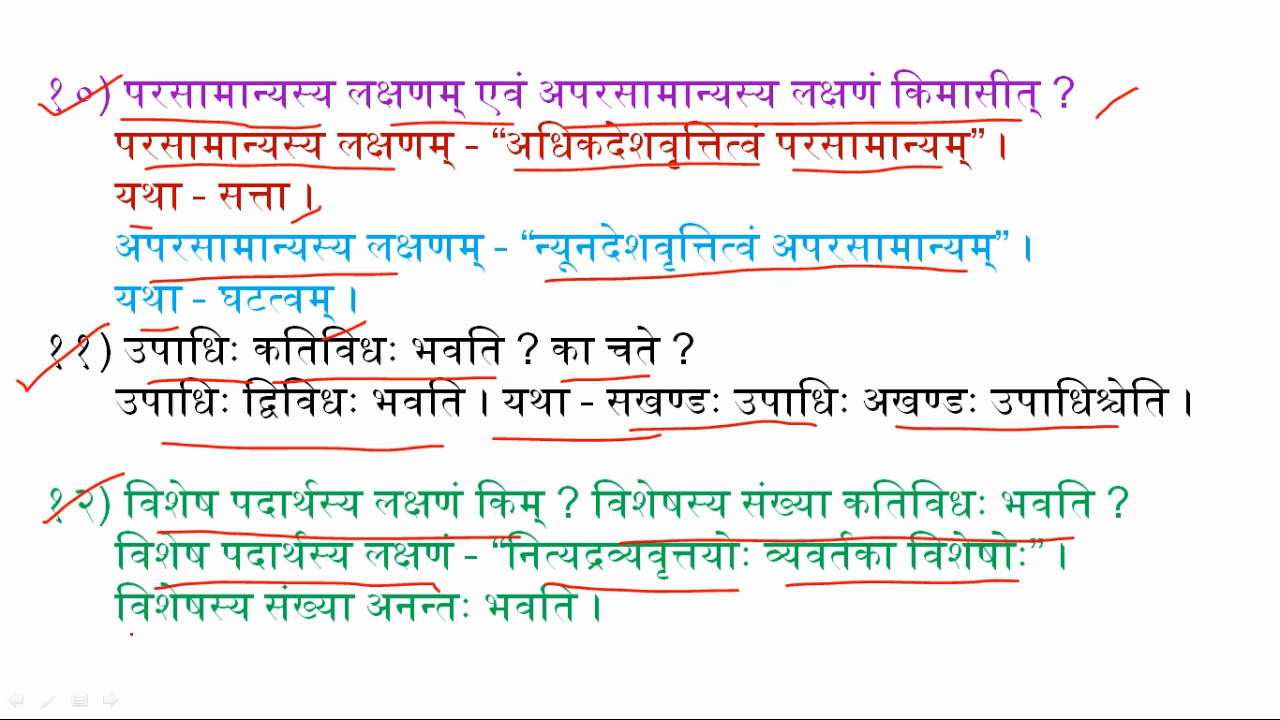 १०) परसामान्यस्य लक्षणम् एवं अपरसामान्यस्य लक्षणं किमासीत् ?
परसामान्यस्य लक्षणम् - “अधिकदेशवृत्तित्वं परसामान्यम्” ।
यथा - सत्ता ।
अपरसामान्यस्य लक्षणम् - “न्यूनदेशवृत्तित्वं अपरसामान्यम्” ।
यथा - घटत्वम् ।
११) उपाधिः कतिविधः भवति ? का चते ?
उपाधिः द्विविधः भवति । यथा - सखण्डः उपाधिः अखण्डः उपाधिश्चेति ।
१२) विशेष पदार्थस्य लक्षणं किम् ? विशेषस्य संख्या कतिविधः भवति ?
विशेष पदार्थस्य लक्षणं - “नित्यद्रव्यवृत्तयोः व्यवर्तका विशेषोः” ।
विशेषस्य संख्या अनन्तः भवति ।